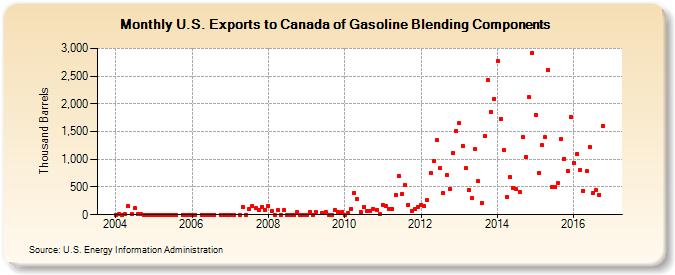 Monthly U.S. Exports to Canada of Gasoline Blending Components
Thousand Barrels
3,000
2,500
2,000
1,500
1,000
500
0
2004 2006 2008 2010 2012 2014 2016
Source: U.S. Energy Information Administration